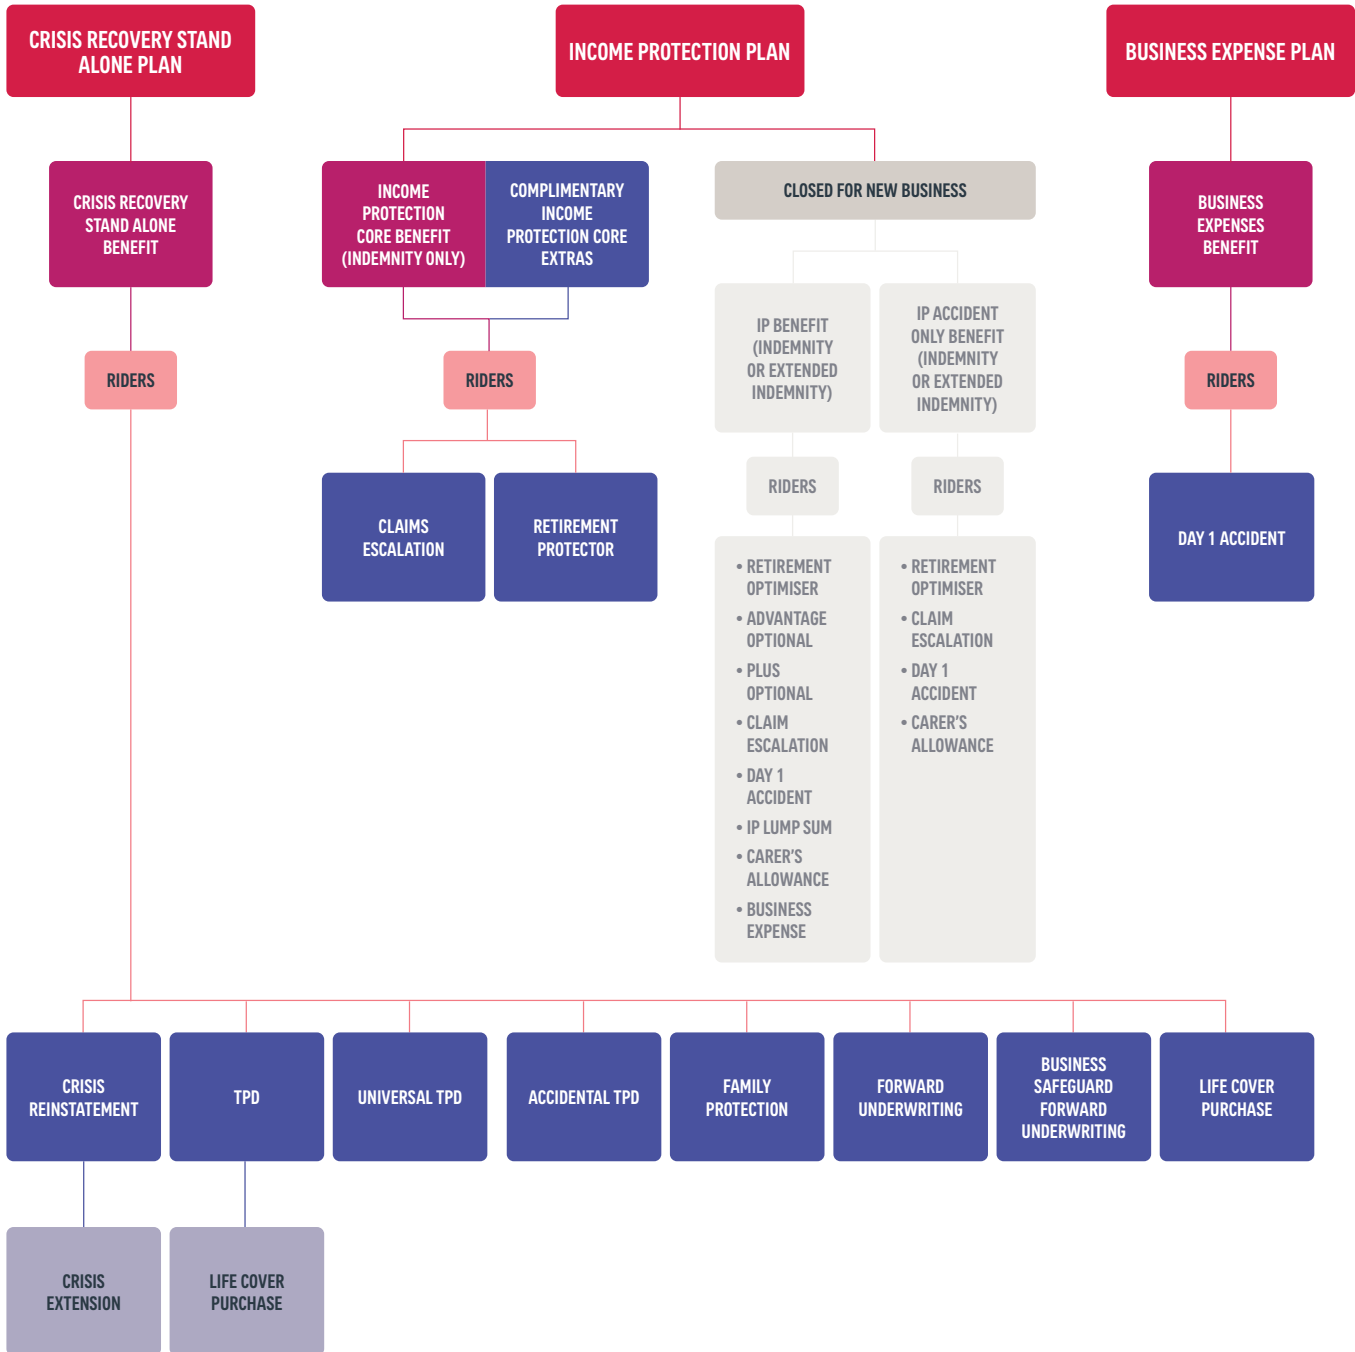 CRISIS RECOVERY STAND
ALONE PLAN
INCOME PROTECTION PLAN
BUSINESS EXPENSE PLAN
CRISIS RECOVERY
STAND ALONE
BENEFIT
INCOME
PROTECTION
CORE BENEFIT
(INDEMNITY ONLY)
COMPLIMENTARY
INCOME
PROTECTION CORE
EXTRAS
CLOSED FOR NEW BUSINESS
BUSINESS
EXPENSES
BENEFIT
IP BENEFIT
(INDEMNITY
OR EXTENDED
INDEMNITY)
IP ACCIDENT
ONLY BENEFIT
(INDEMNITY
OR EXTENDED
INDEMNITY)
RIDERS
RIDERS
RIDERS
RIDERS
RIDERS
CLAIMS
ESCALATION
RETIREMENT
PROTECTOR
DAY 1 ACCIDENT
• RETIREMENT
OPTIMISER
• ADVANTAGE
OPTIONAL
• PLUS
OPTIONAL
• CLAIM
ESCALATION
• DAY 1
ACCIDENT
• IP LUMP SUM
• CARER'S
ALLOWANCE
• BUSINESS
EXPENSE
• RETIREMENT
OPTIMISER
• CLAIM
ESCALATION
• DAY 1
ACCIDENT
• CARER'S
ALLOWANCE
CRISIS
REINSTATEMENT
TPD
UNIVERSAL TPD
ACCIDENTAL TPD
FAMILY
PROTECTION
FORWARD
UNDERWRITING
BUSINESS
SAFEGUARD
FORWARD
UNDERWRITING
LIFE COVER
PURCHASE
CRISIS
EXTENSION
LIFE COVER
PURCHASE